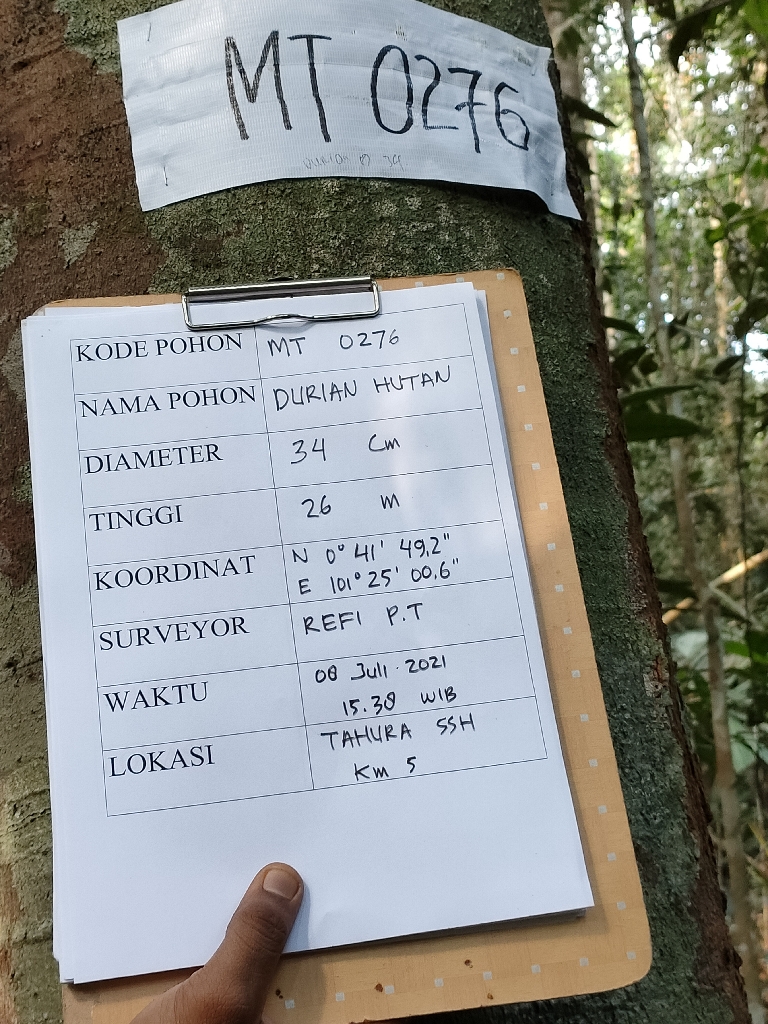 MT 0276
DURIAN Ø 34
KODE POHON MT 0276
NAMA POHON DURIAN HUTAN
DIAMETER 34 Cm
TINGGI 26 m
KOORDINAT N 0° 41' 49,2"
E 101° 25' 00,6"
SURVEYOR REFI P.T
WAKTU 08 Juli 2021
15.38 WIB
LOKASI TAHURA SSH
Km 5